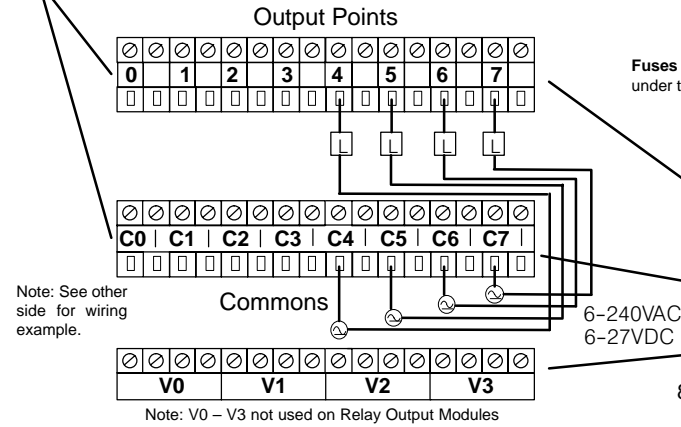 Output Points
0 1 2 3 4 5 6 7
Fuses
under t
L L L L
C0 | C1 | C2 | C3 | C4 | C5 | C6 | C7 |
Note: See other
side for wiring
example.
Commons
6-240VAC
6-27VDC
V0 V1 V2 V3
8
Note: V0 – V3 not used on Relay Output Modules